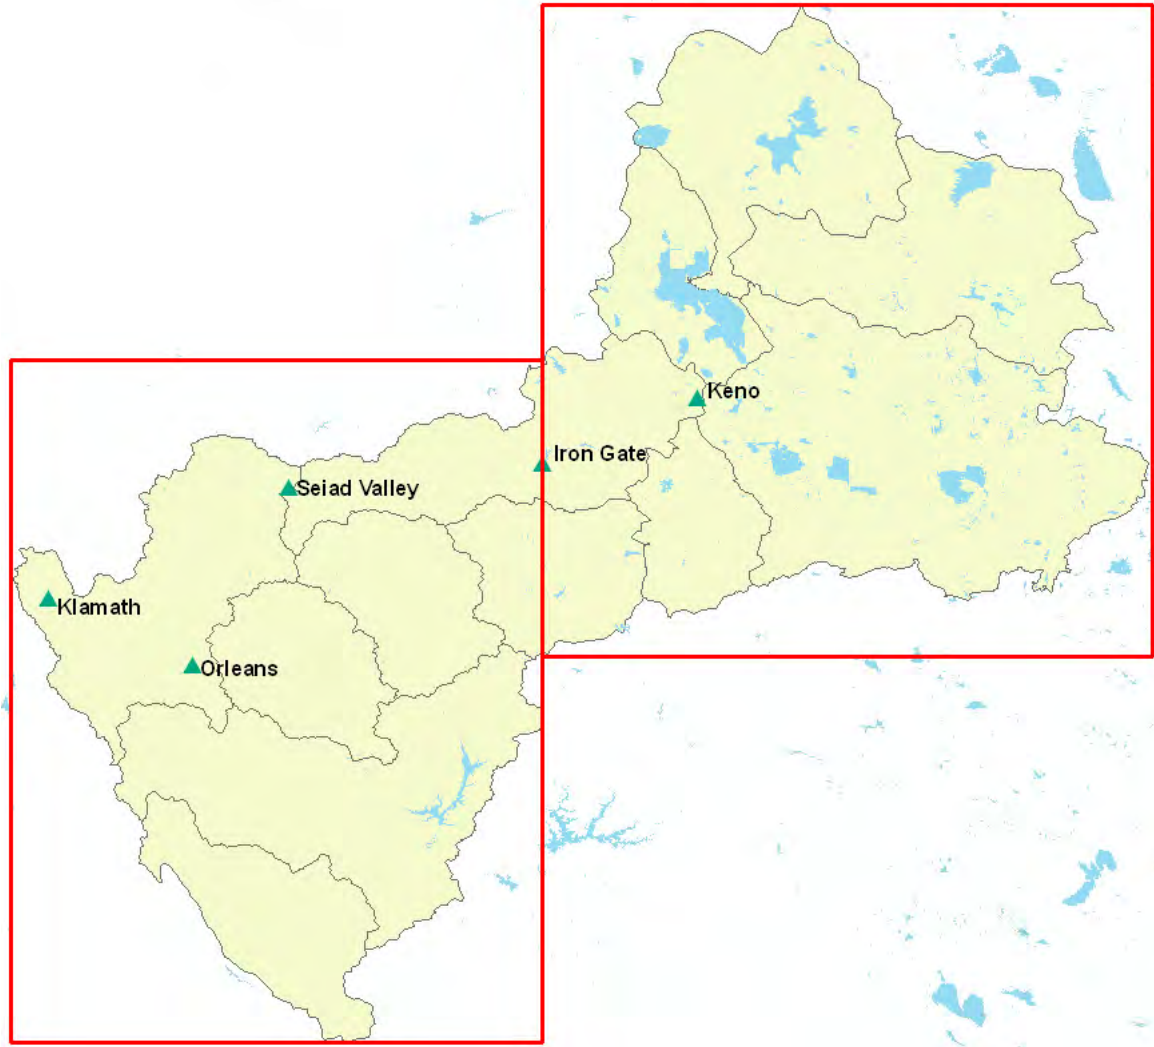 Keno
Iron Gate
Seiad Valley
Klamath
Orleans